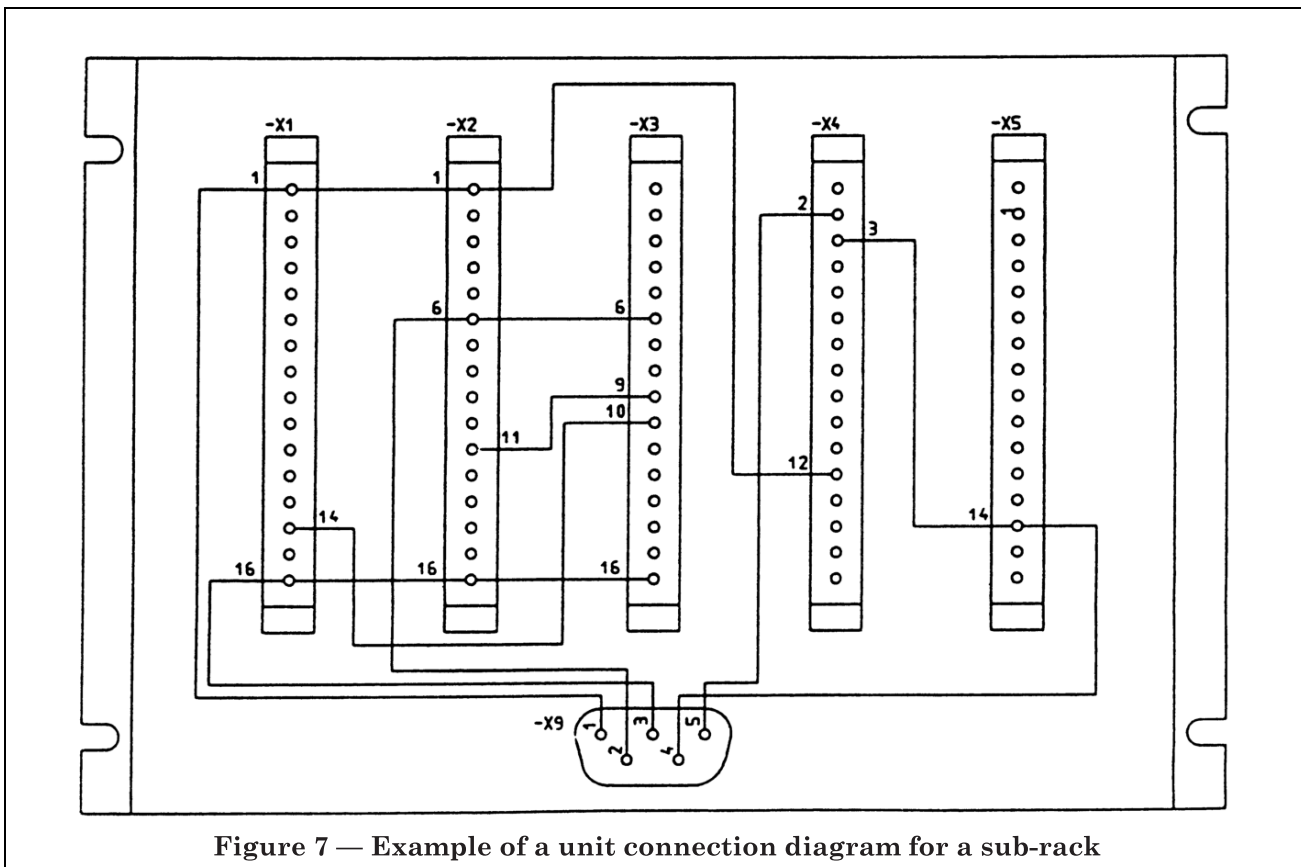 -X1 -X2 -X3 -X4 -X5
1 1
2
3
6 6
9
10
11
12
14 14
16 16 16
-X9 1 2 3 4 5
Figure 7 — Example of a unit connection diagram for a sub-rack